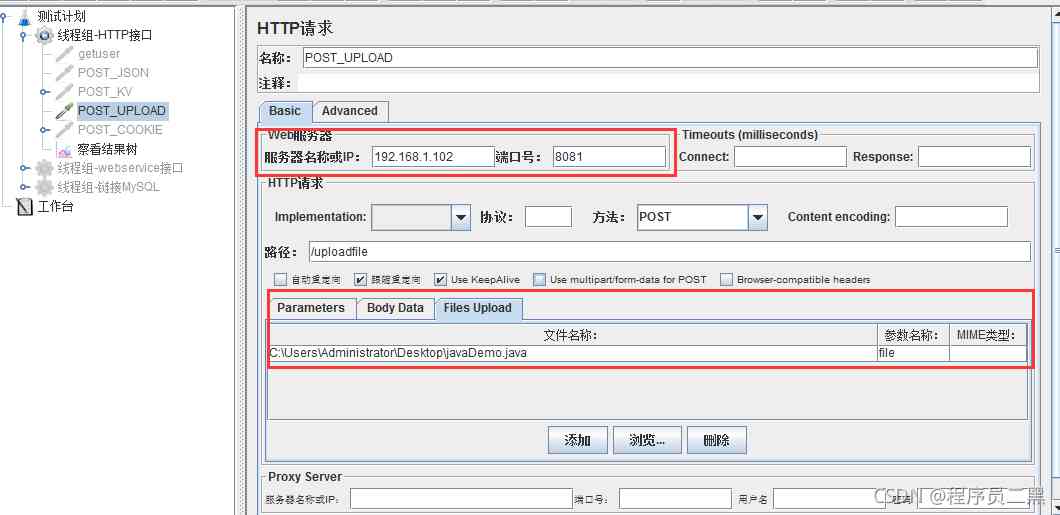 测试计划
线程组-HTTP接口
getuser
POST_JSON
POST_KV
POST_UPLOAD
POST_COOKIE
察看结果树
线程组-webservice接口
线程组-链接MySQL
工作台
HTTP请求
名称： POST_UPLOAD
注释：
Basic Advanced
Web服务器 Timeouts (milliseconds)
服务器名称或IP： 192.168.1.102 端口号： 8081 Connect: Response:
HTTP请求
Implementation: 协议： 方法： POST Content encoding:
路径： /uploadfile
自动重定向 跟随重定向 Use KeepAlive Use multipart/form-data for POST Browser-compatible headers
Parameters Body Data Files Upload
文件名称： 参数名称： MIME类型：
C:\Users\Administrator\Desktop\javaDemo.java file
添加 浏览... 删除
Proxy Server
服务器名称或IP： 端口号： 用户名
CSDN @程序员二黑